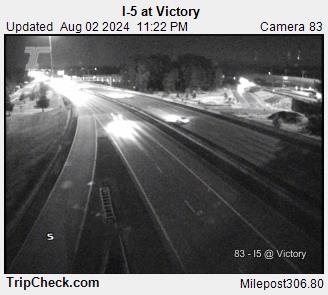 I-5 at Victory
Updated Aug 02 2024 11:22 PM Camera 83
S
83 - I5 @ Victory
TripCheck.com Milepost306.80